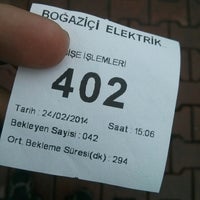 BOĞAZİÇİ ELEKTRİK
İŞLEMLERİ
402
Tarih : 24/02/2014 Saat : 15:06
Bekleyen Sayısı : 042
Ort. Bekleme Süresi(dk) : 294